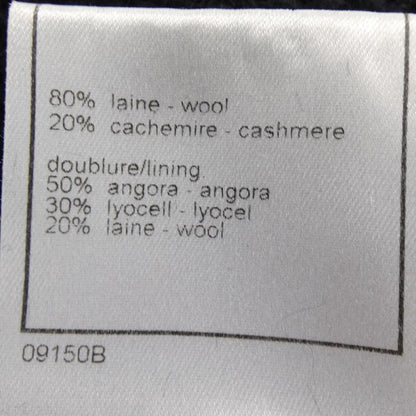 80% laine - wool
20% cachemire - cashmere
doublure/lining
50% angora - angora
30% lyocell - lyocel
20% laine - wool
09150B